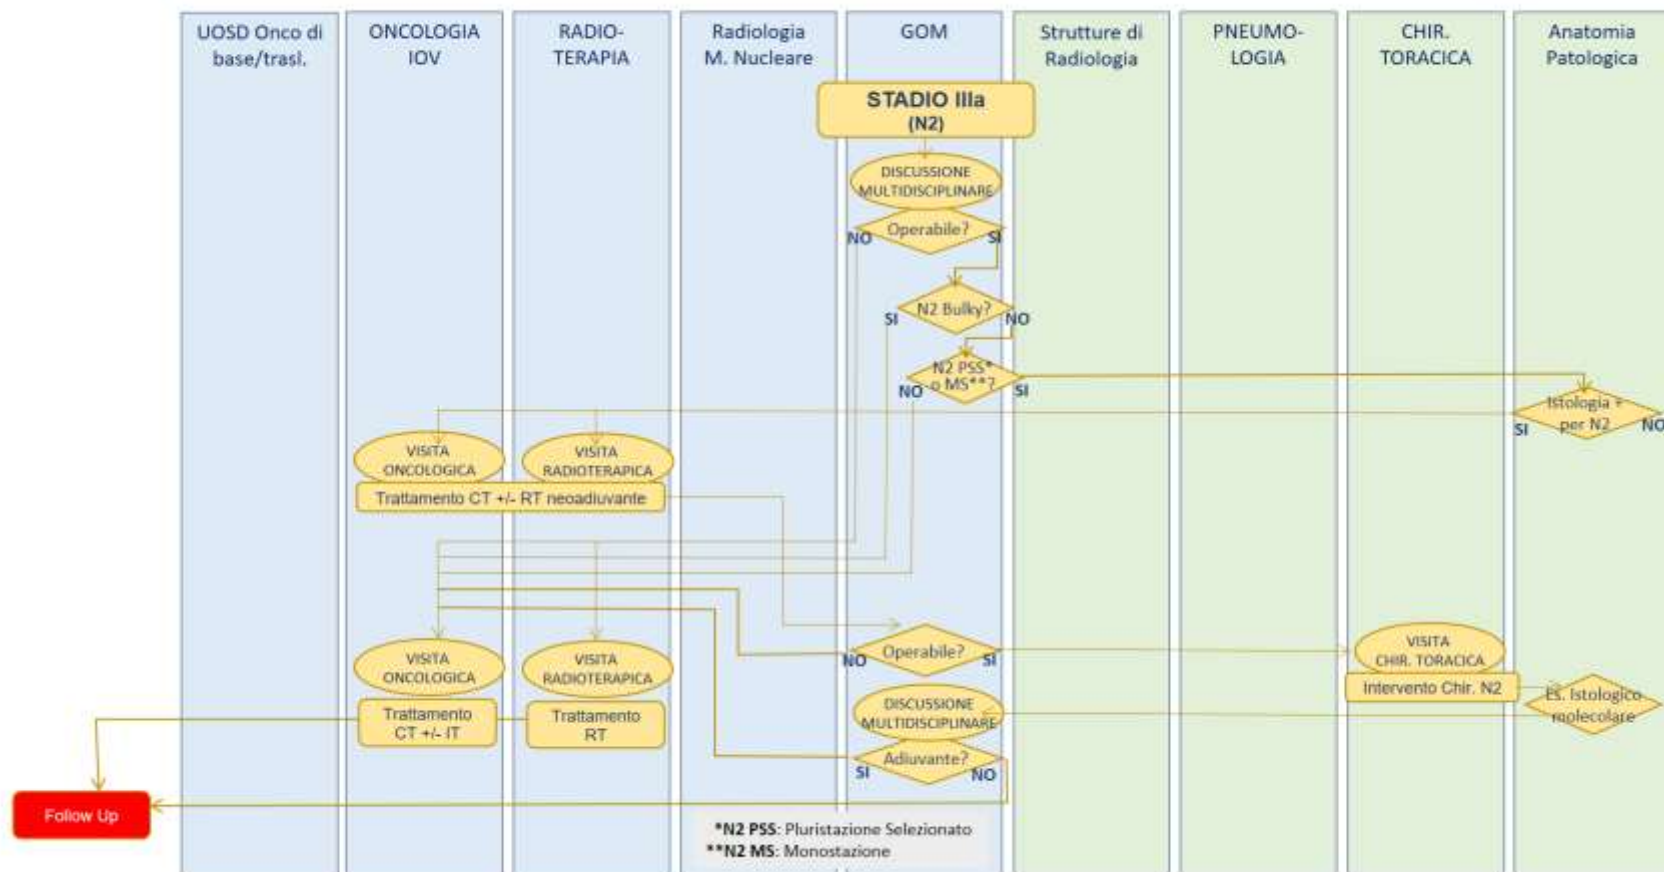 UOSD Onco di
base/trasl.
ONCOLOGIA
IOV
RADIO-
TERAPIA
Radiologia
M. Nucleare
GOM
Strutture di
Radiologia
PNEUMO-
LOGIA
CHIR.
TORACICA
Anatomia
Patologica
STADIO IIIa
(N2)
DISCUSSIONE
MULTIDISCIPLINARE
Operabile?
NO
SI
N2 Bulky?
SI
NO
N2 PSS*
o MS**?
NO
SI
Istologia +
per N2
SI
NO
VISITA
ONCOLOGICA
VISITA
RADIOTERAPICA
Trattamento CT +/- RT neoadiuvante
Operabile?
NO
SI
VISITA
CHIR. TORACICA
Intervento Chir. N2
Es. Istologico
molecolare
VISITA
ONCOLOGICA
VISITA
RADIOTERAPICA
Trattamento
CT +/- IT
Trattamento
RT
DISCUSSIONE
MULTIDISCIPLINARE
Adiuvante?
SI
NO
Follow Up
*N2 PSS: Pluristazione Selezionato
**N2 MS: Monostazione